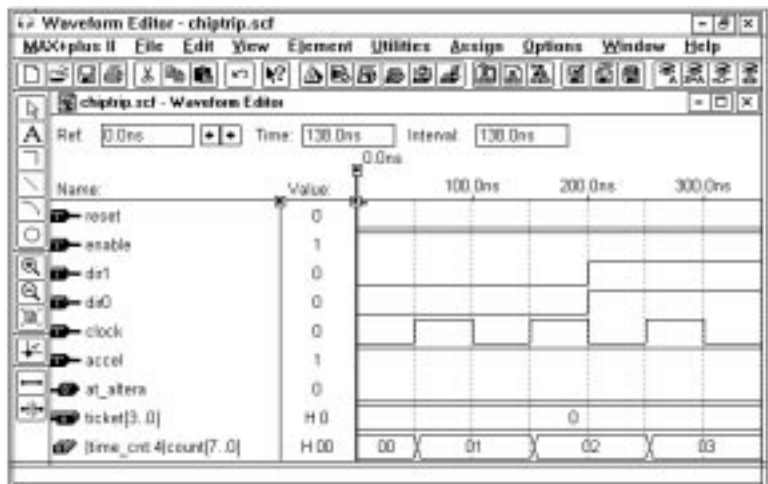 Waveform Editor - chiptrip.scf
MAX+plus II File Edit View Element Utilities Assign Options Window Help
chiptrip.scf - Waveform Editor
Ref: 0.0ns Time: 138.0ns Interval: 138.0ns
0.0ns
Name: Value: 100.0ns 200.0ns 300.0ns
reset 0
enable 1
dir1 0
dir0 0
clock 0
accel 1
at_altera 0
ticket[3..0] H 0 0
|time_cnt:4|count[7..0] H 00 00 01 02 03